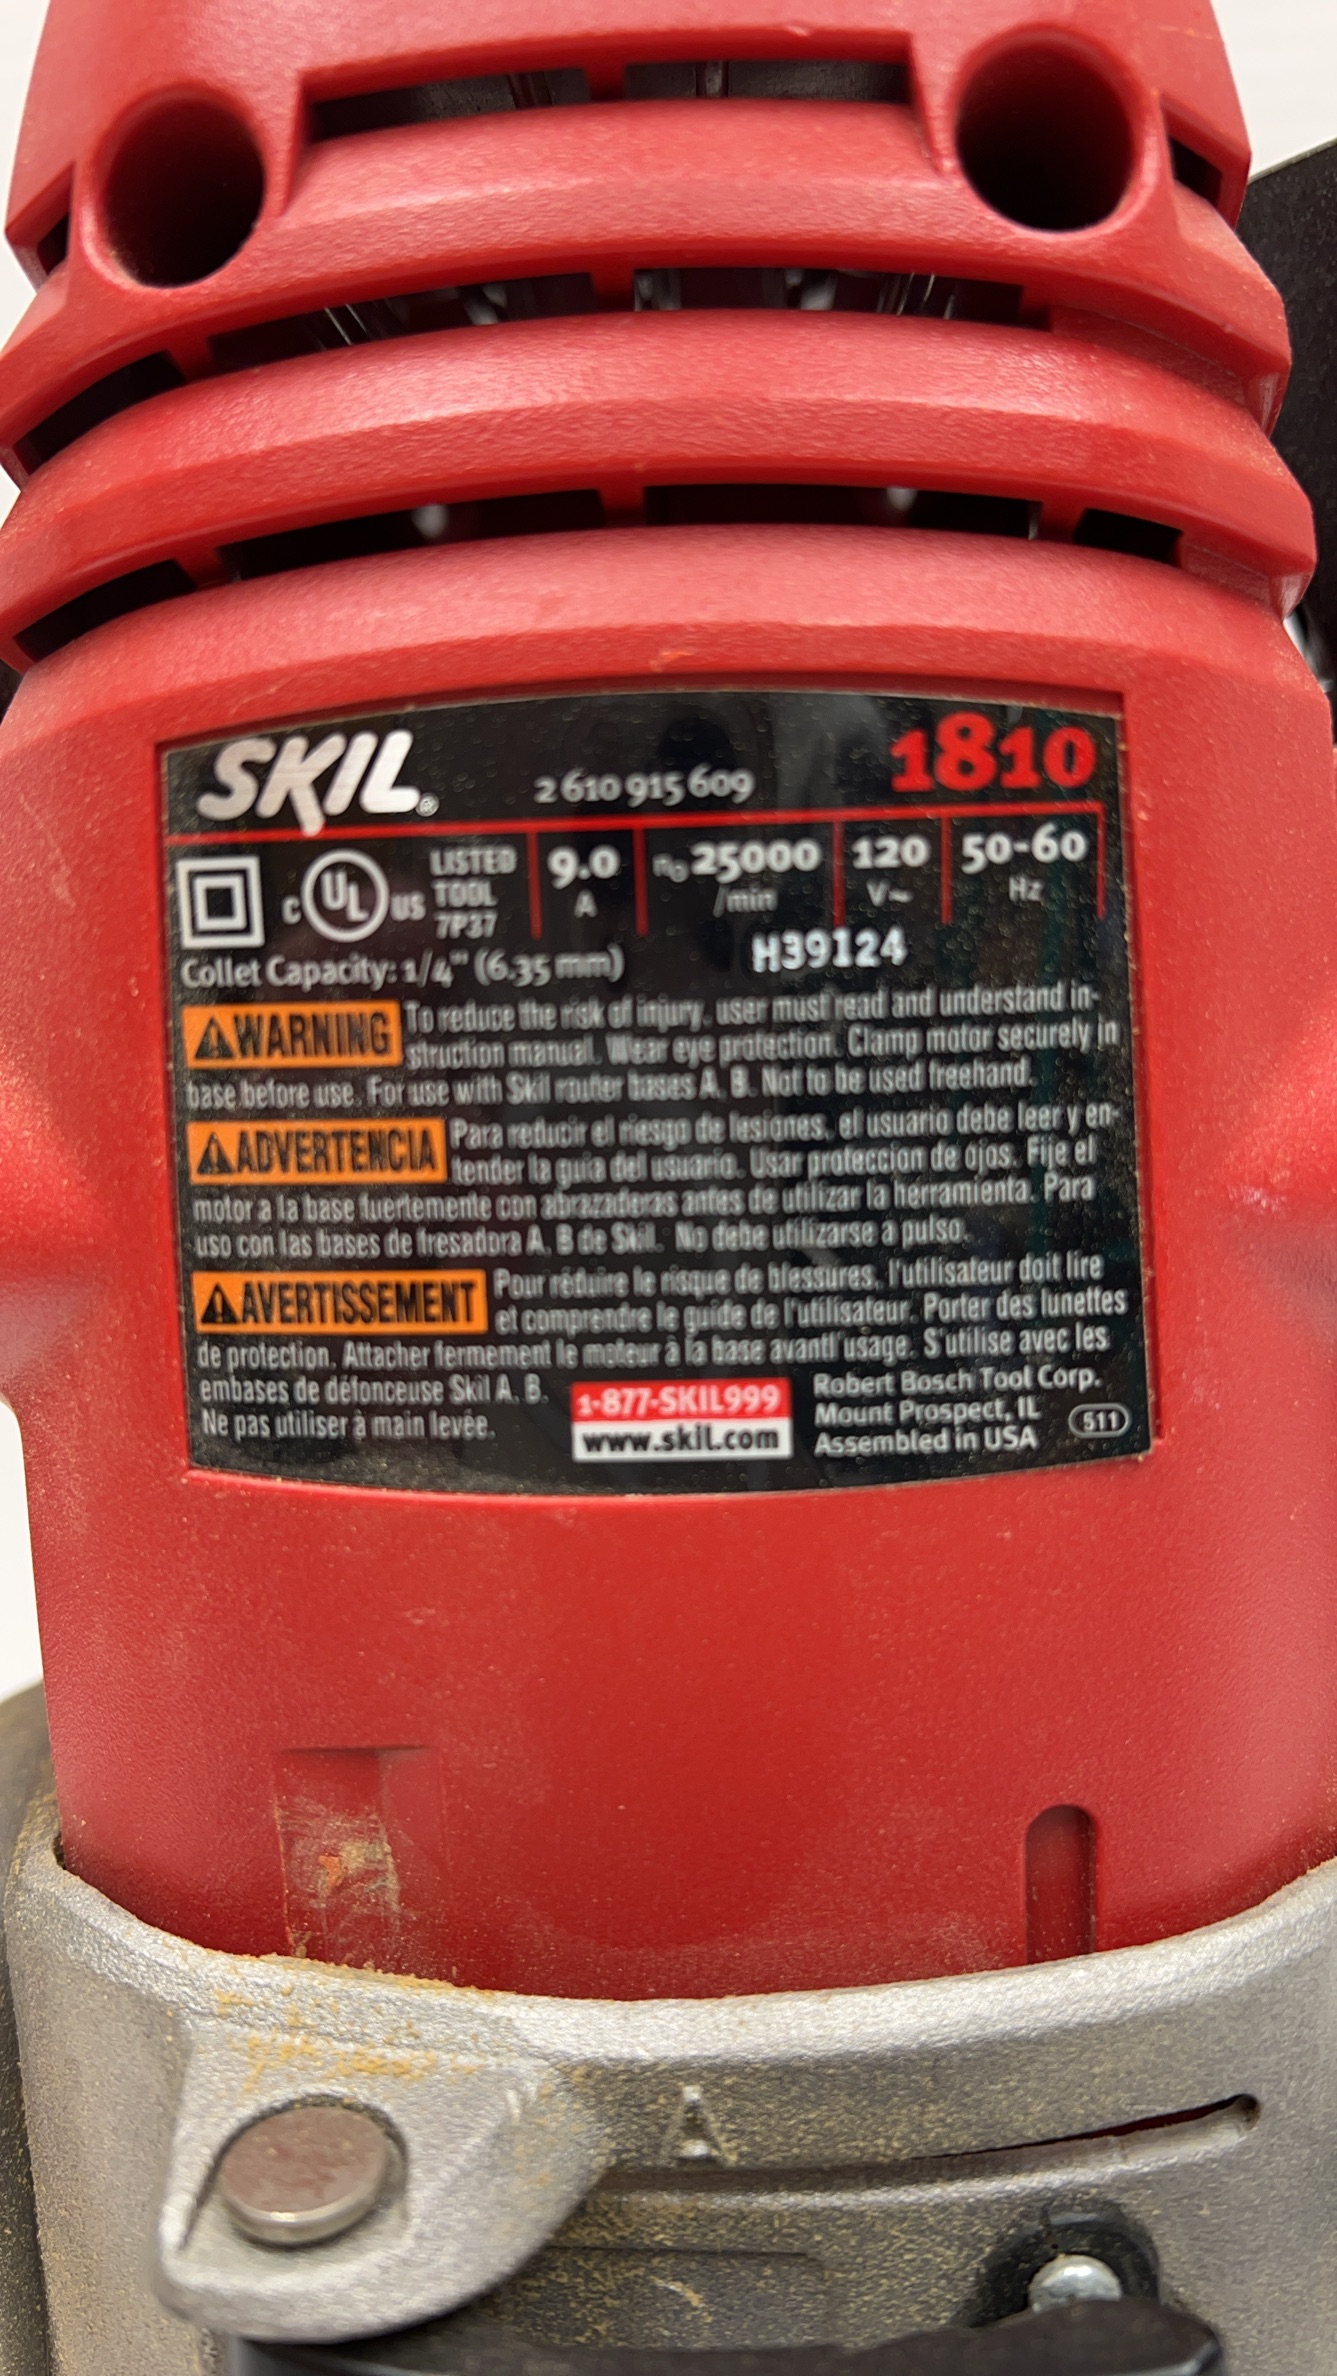 SKIL® 2 610 915 609 1810
LISTED 9.0 n₀25000 120 50-60
TOOL A /min V~ Hz
C UL US 7P37
Collet Capacity: 1/4" (6.35 mm) H39124
⚠WARNING To reduce the risk of injury, user must read and understand in-
struction manual. Wear eye protection. Clamp motor securely in
base before use. For use with Skil router bases A, B. Not to be used freehand.
⚠ADVERTENCIA Para reducir el riesgo de lesiones, el usuario debe leer y en-
tender la guia del usuario. Usar proteccion de ojos. Fije el
motor a la base fuertemente con abrazaderas antes de utilizar la herramienta. Para
uso con las bases de fresadora A, B de Skil. No debe utilizarse a pulso.
⚠AVERTISSEMENT Pour réduire le risque de blessures, l'utilisateur doit lire
et comprendre le guide de l'utilisateur. Porter des lunettes
de protection. Attacher fermement le moteur à la base avantl'usage. S'utilise avec les
embases de défonceuse Skil A, B.
Ne pas utiliser à main levée.
1-877-SKIL999
www.skil.com
Robert Bosch Tool Corp.
Mount Prospect, IL
Assembled in USA 511
A